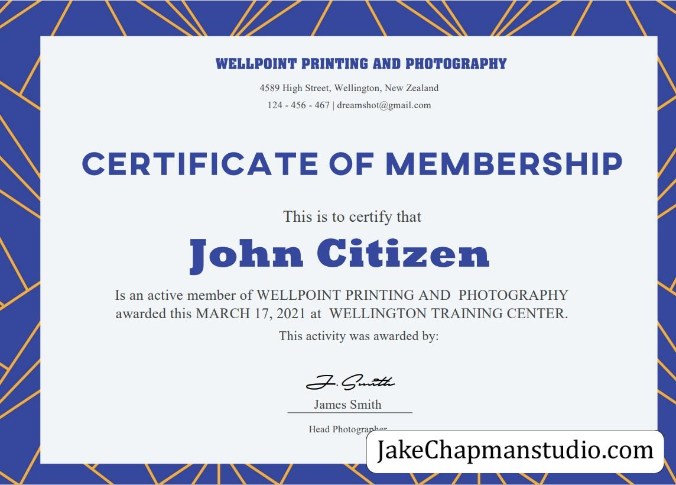 WELLPOINT PRINTING AND PHOTOGRAPHY
4589 High Street, Wellington, New Zealand
124 - 456 - 467 | dreamshot@gmail.com
CERTIFICATE OF MEMBERSHIP
This is to certify that
John Citizen
Is an active member of WELLPOINT PRINTING AND PHOTOGRAPHY
awarded this MARCH 17, 2021 at WELLINGTON TRAINING CENTER.
This activity was awarded by:
J. Smith
James Smith
Head Photographer
JakeChapmanstudio.com